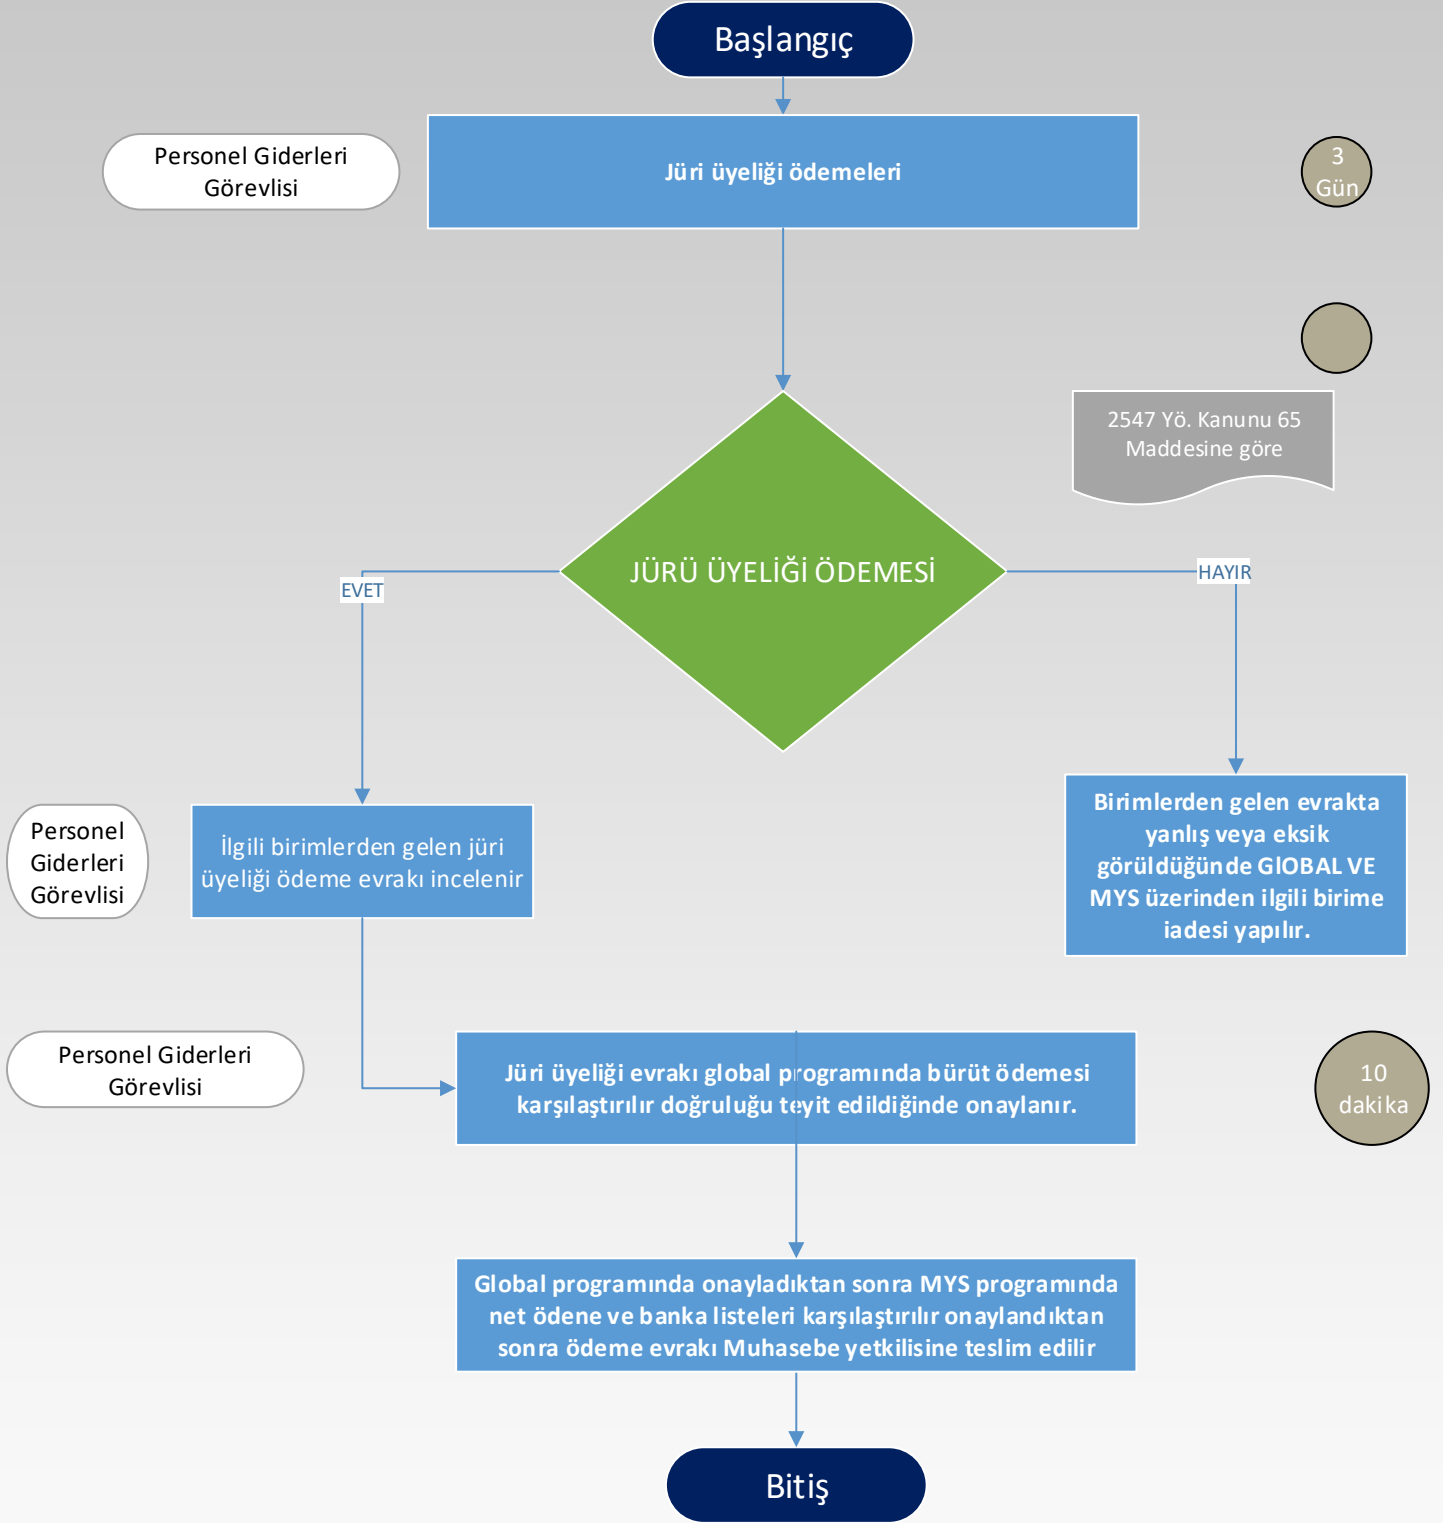 Başlangıç
Personel Giderleri
Görevlisi
Jüri üyeliği ödemeleri
3
Gün
2547 Yö. Kanunu 65
Maddesine göre
JÜRÜ ÜYELİĞİ ÖDEMESİ
EVET
HAYIR
Personel
Giderleri
Görevlisi
İlgili birimlerden gelen jüri
üyeliği ödeme evrakı incelenir
Birimlerden gelen evrakta
yanlış veya eksik
görüldüğünde GlOBAL VE
MYS üzerinden ilgili birime
iadesi yapılır.
Personel Giderleri
Görevlisi
Jüri üyeliği evrakı global programında bürüt ödemesi
karşılaştırılır doğruluğu teyit edildiğinde onaylanır.
10
dakika
Global programında onayladıktan sonra MYS programında
net ödene ve banka listeleri karşılaştırılır onaylandıktan
sonra ödeme evrakı Muhasebe yetkilisine teslim edilir
Bitiş